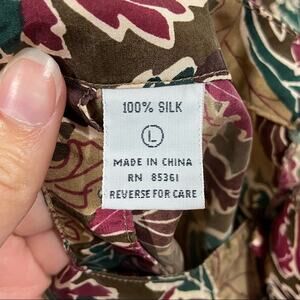 100% SILK
L
MADE IN CHINA
RN 85361
REVERSE FOR CARE